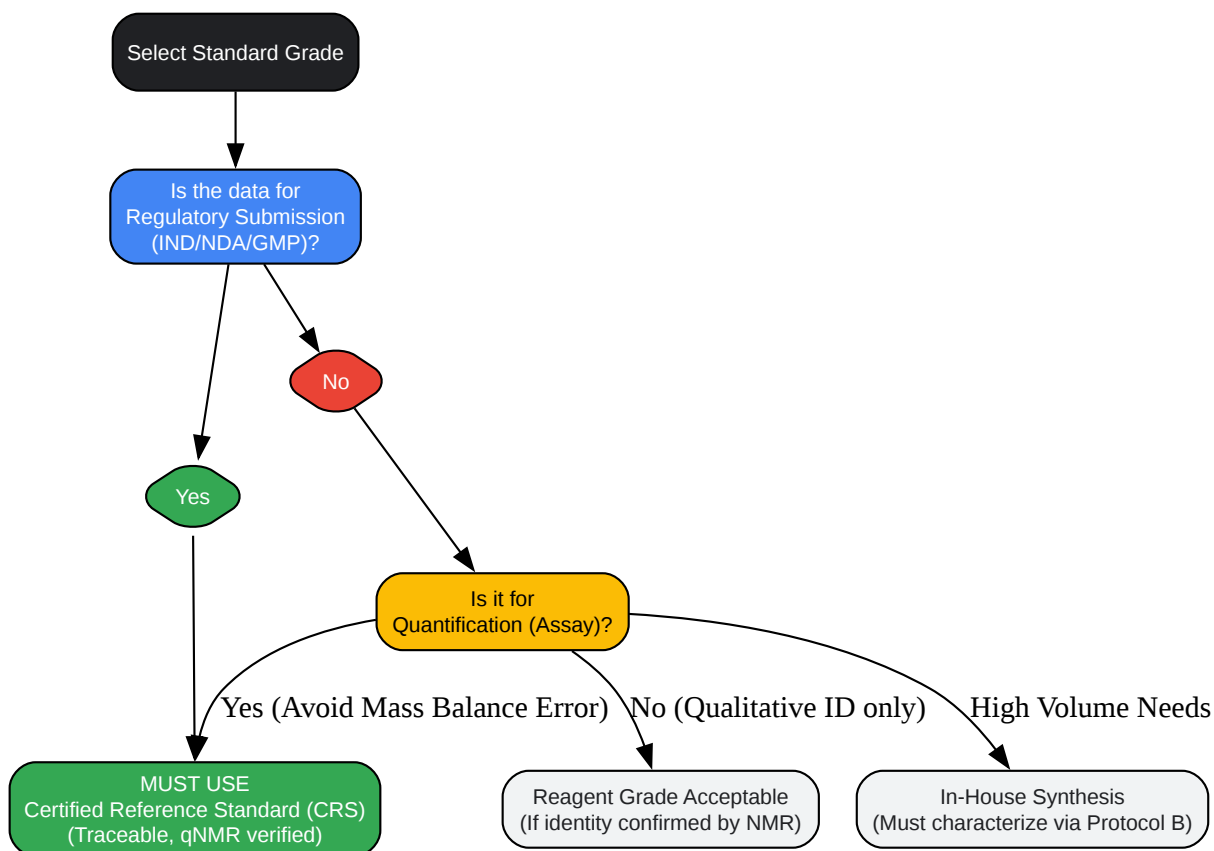 Select Standard Grade
Is the data for
Regulatory Submission
(IND/NDA/GMP)?
No
Yes
Is it for
Quantification (Assay)?
Yes (Avoid Mass Balance Error)
No (Qualitative ID only)
High Volume Needs
MUST USE
Certified Reference Standard (CRS)
(Traceable, qNMR verified)
Reagent Grade Acceptable
(If identity confirmed by NMR)
In-House Synthesis
(Must characterize via Protocol B)